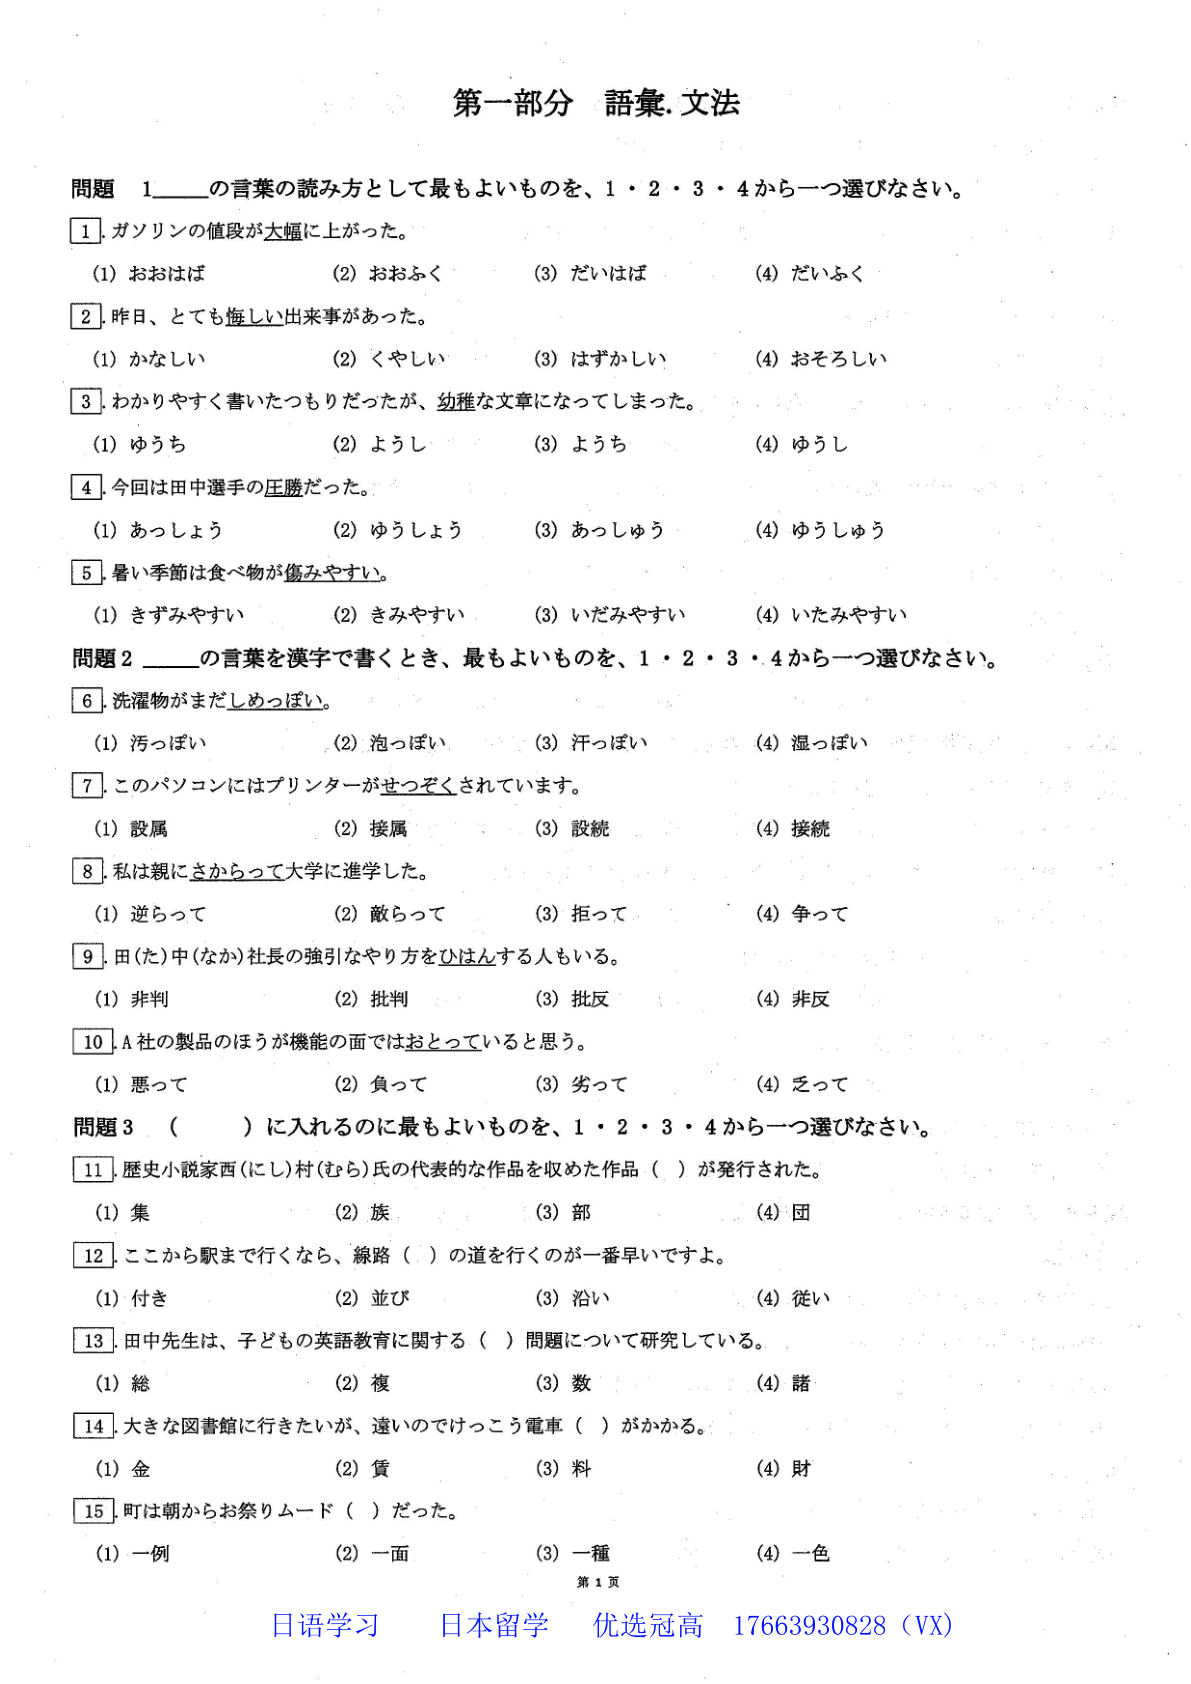 第一部分　語彙.文法
問題　1＿＿＿の言葉の読み方として最もよいものを、1・2・3・4から一つ選びなさい。
1.ガソリンの値段が大幅に上がった。
(1) おおはば　(2) おおふく　(3) だいはば　(4) だいふく
2.昨日、とても悔しい出来事があった。
(1) かなしい　(2) くやしい　(3) はずかしい　(4) おそろしい
3.わかりやすく書いたつもりだったが、幼稚な文章になってしまった。
(1) ゆうち　(2) ようし　(3) ようち　(4) ゆうし
4.今回は田中選手の圧勝だった。
(1) あっしょう　(2) ゆうしょう　(3) あっしゅう　(4) ゆうしゅう
5.暑い季節は食べ物が傷みやすい。
(1) きずみやすい　(2) きみやすい　(3) いだみやすい　(4) いたみやすい
問題2 ＿＿＿の言葉を漢字で書くとき、最もよいものを、1・2・3・4から一つ選びなさい。
6.洗濯物がまだしめっぽい。
(1) 汚っぽい　(2) 泡っぽい　(3) 汗っぽい　(4) 湿っぽい
7.このパソコンにはプリンターがせつぞくされています。
(1) 設属　(2) 接属　(3) 設続　(4) 接続
8.私は親にさからって大学に進学した。
(1) 逆らって　(2) 敵らって　(3) 拒って　(4) 争って
9.田(た)中(なか)社長の強引なやり方をひはんする人もいる。
(1) 非判　(2) 批判　(3) 批反　(4) 非反
10.A社の製品のほうが機能の面ではおとっていると思う。
(1) 悪って　(2) 負って　(3) 劣って　(4) 乏って
問題3　（　　　）に入れるのに最もよいものを、1・2・3・4から一つ選びなさい。
11.歴史小説家西(にし)村(むら)氏の代表的な作品を収めた作品（　）が発行された。
(1) 集　(2) 族　(3) 部　(4) 団
12.ここから駅まで行くなら、線路（　）の道を行くのが一番早いですよ。
(1) 付き　(2) 並び　(3) 沿い　(4) 従い
13.田中先生は、子どもの英語教育に関する（　）問題について研究している。
(1) 総　(2) 複　(3) 数　(4) 諸
14.大きな図書館に行きたいが、遠いのでけっこう電車（　）がかかる。
(1) 金　(2) 賃　(3) 料　(4) 財
15.町は朝からお祭りムード（　）だった。
(1) 一例　(2) 一面　(3) 一種　(4) 一色
第 1 页
日语学习　日本留学　优选冠高　17663930828（VX)